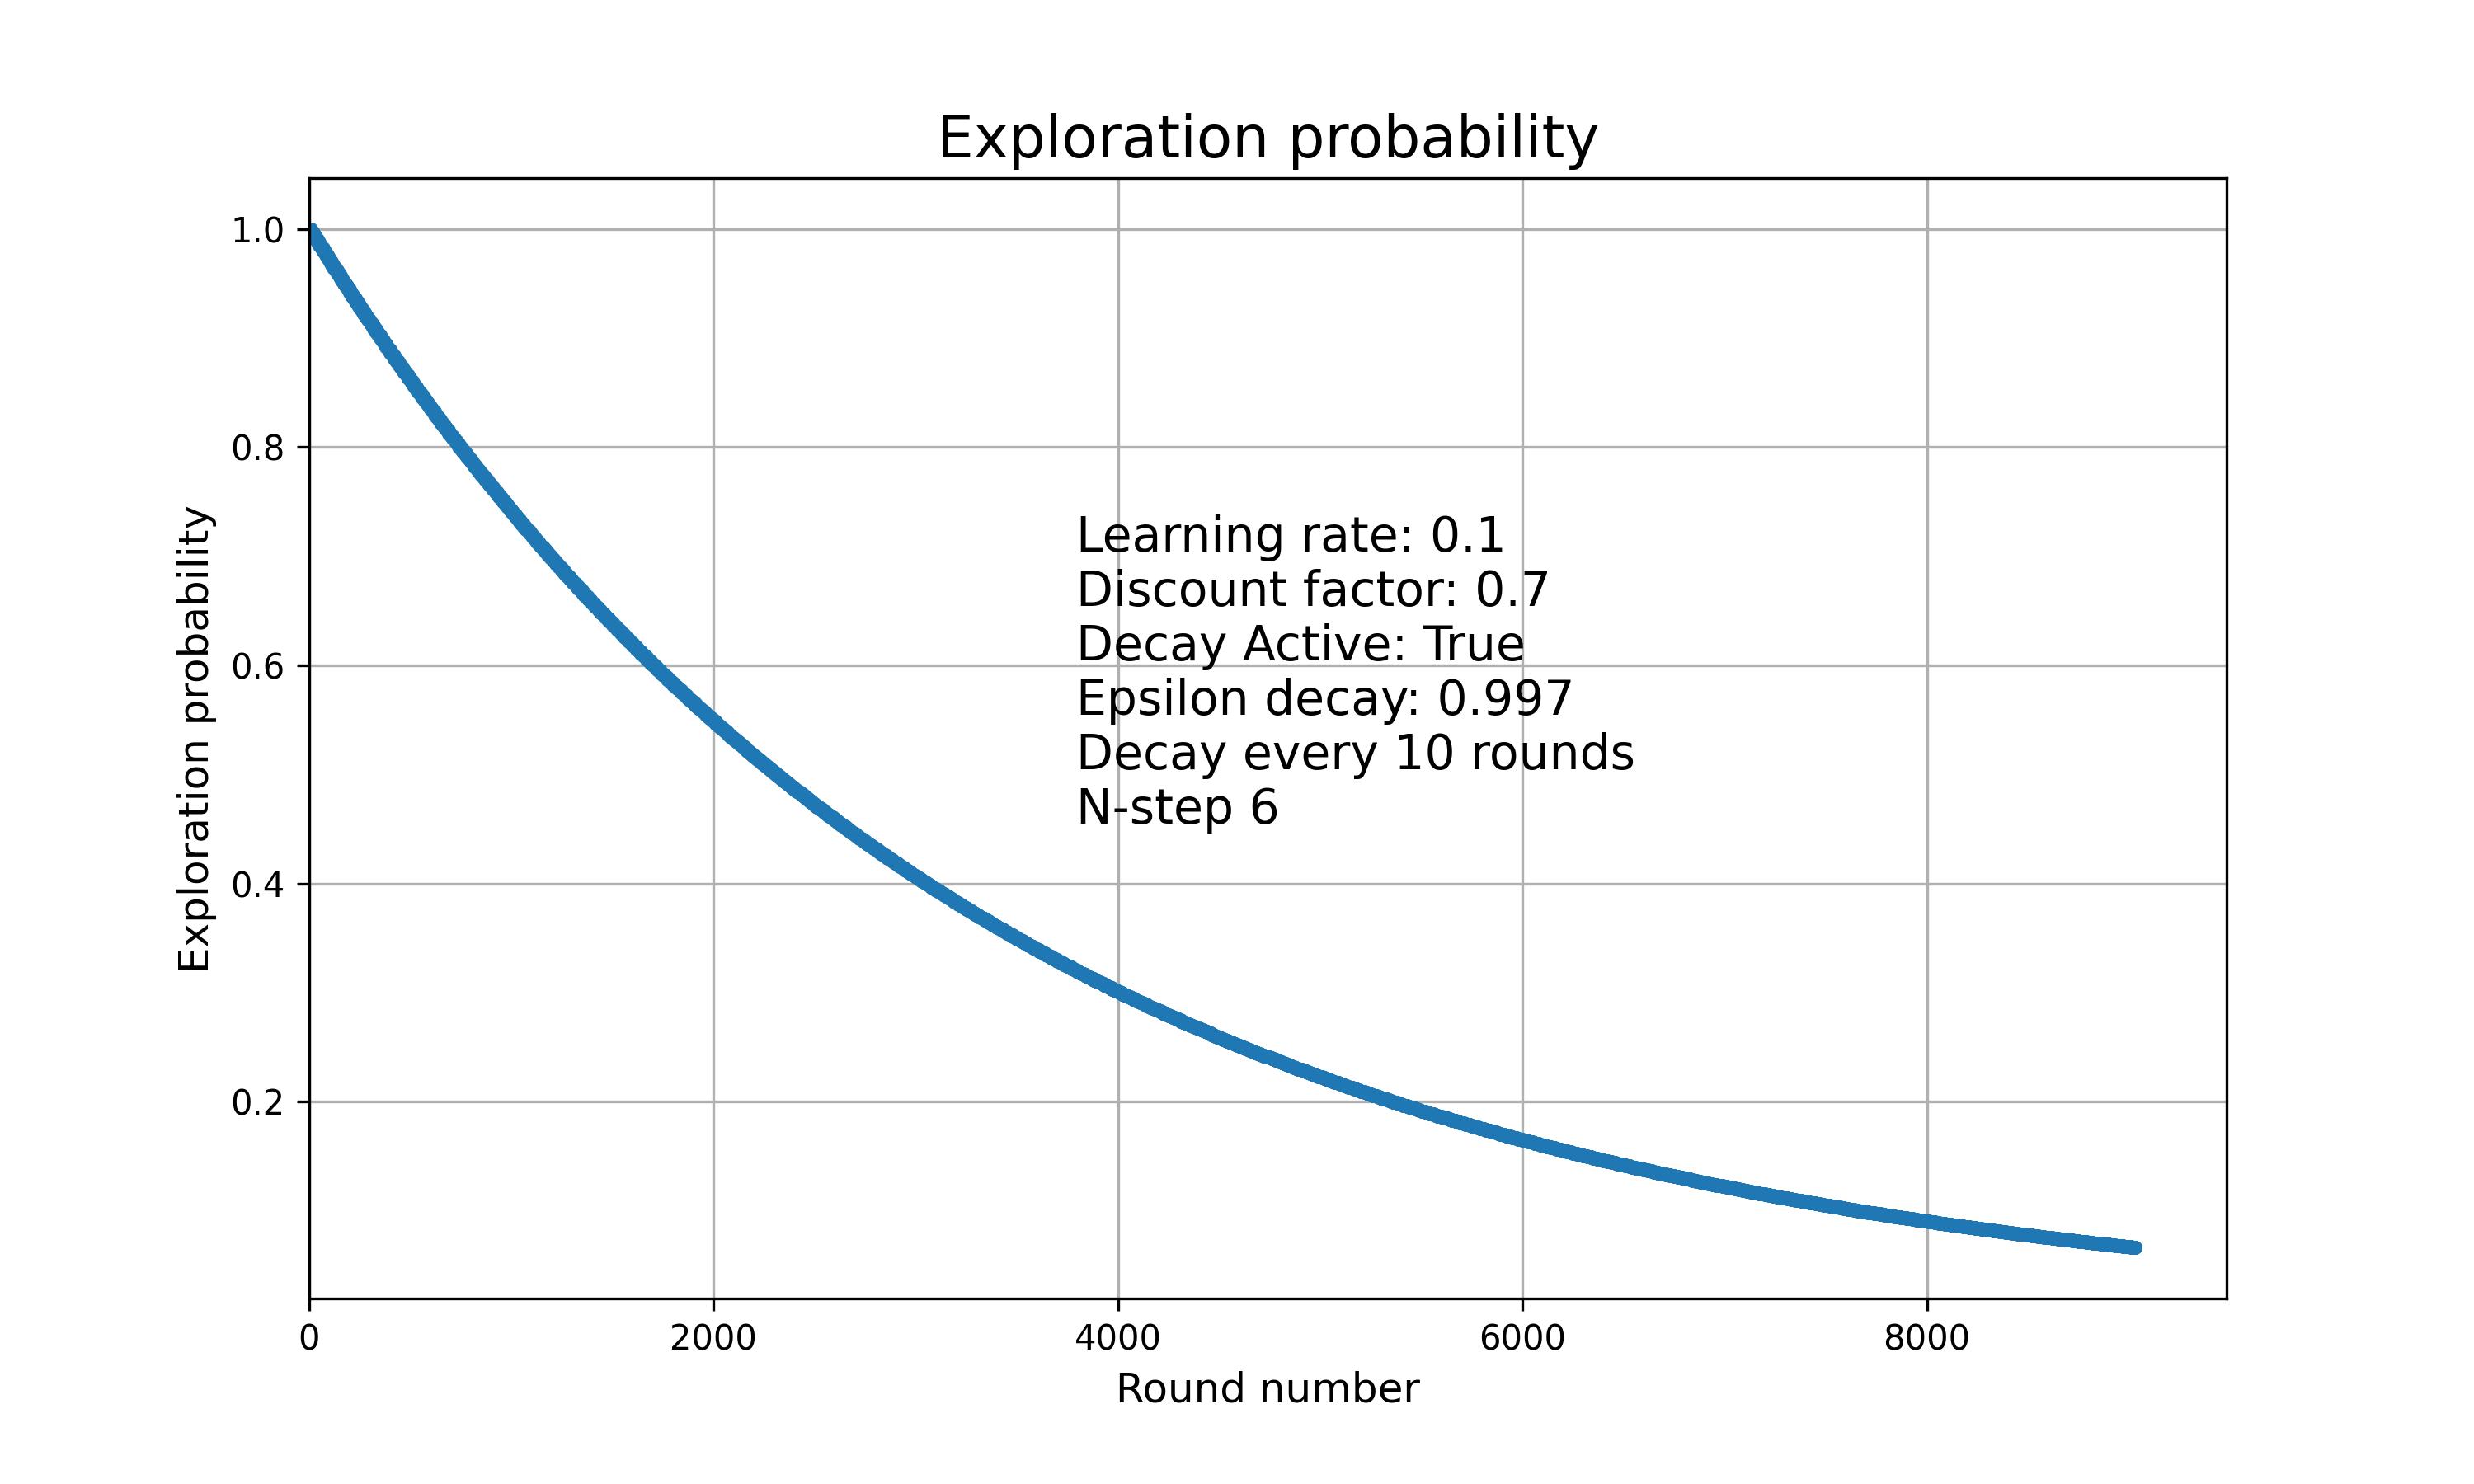 Exploration probability
1.0
0.8
0.6
0.4
0.2
Exploration probability
Learning rate: 0.1
Discount factor: 0.7
Decay Active: True
Epsilon decay: 0.997
Decay every 10 rounds
N-step 6
0 2000 4000 6000 8000
Round number